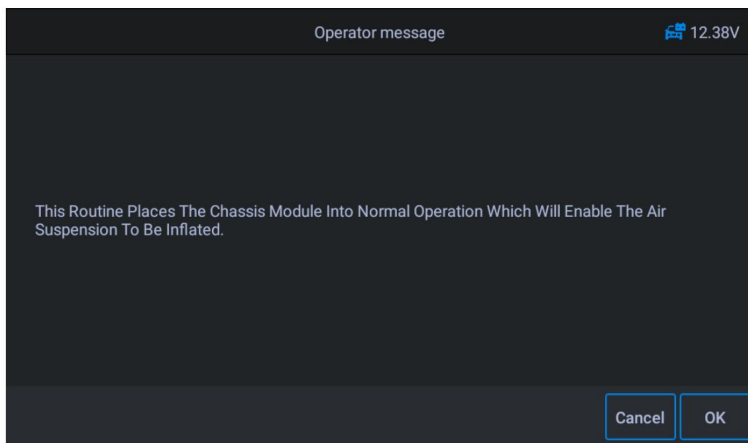 Operator message
12.38V
This Routine Places The Chassis Module Into Normal Operation Which Will Enable The Air
Suspension To Be Inflated.
Cancel
OK